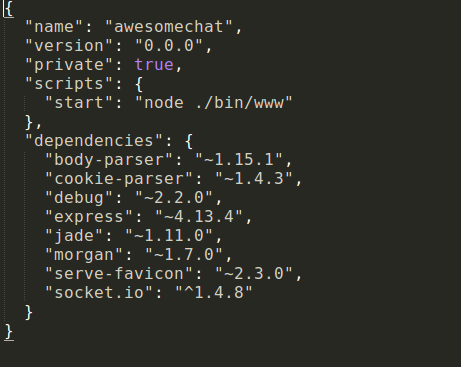 {
  "name": "awesomechat",
  "version": "0.0.0",
  "private": true,
  "scripts": {
    "start": "node ./bin/www"
  },
  "dependencies": {
    "body-parser": "~1.15.1",
    "cookie-parser": "~1.4.3",
    "debug": "~2.2.0",
    "express": "~4.13.4",
    "jade": "~1.11.0",
    "morgan": "~1.7.0",
    "serve-favicon": "~2.3.0",
    "socket.io": "^1.4.8"
  }
}